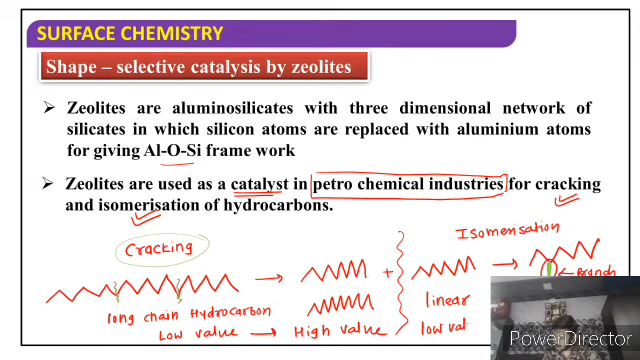 SURFACE CHEMISTRY
Shape – selective catalysis by zeolites
➢ Zeolites are aluminosilicates with three dimensional network of
silicates in which silicon atoms are replaced with aluminium atoms
for giving Al-O-Si frame work
➢ Zeolites are used as a catalyst in petro chemical industries for cracking
and isomerisation of hydrocarbons.
Isomerisation
Cracking
→ + →
← Branch
long chain Hydrocarbon
linear
Low value → High value
low val
PowerDirector